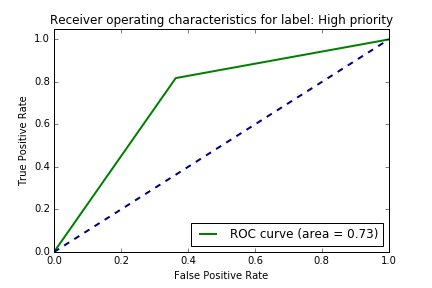 Receiver operating characteristics for label: High priority
1.0
0.8
0.6
0.4
0.2
0.0
True Positive Rate
ROC curve (area = 0.73)
0.0 0.2 0.4 0.6 0.8 1.0
False Positive Rate